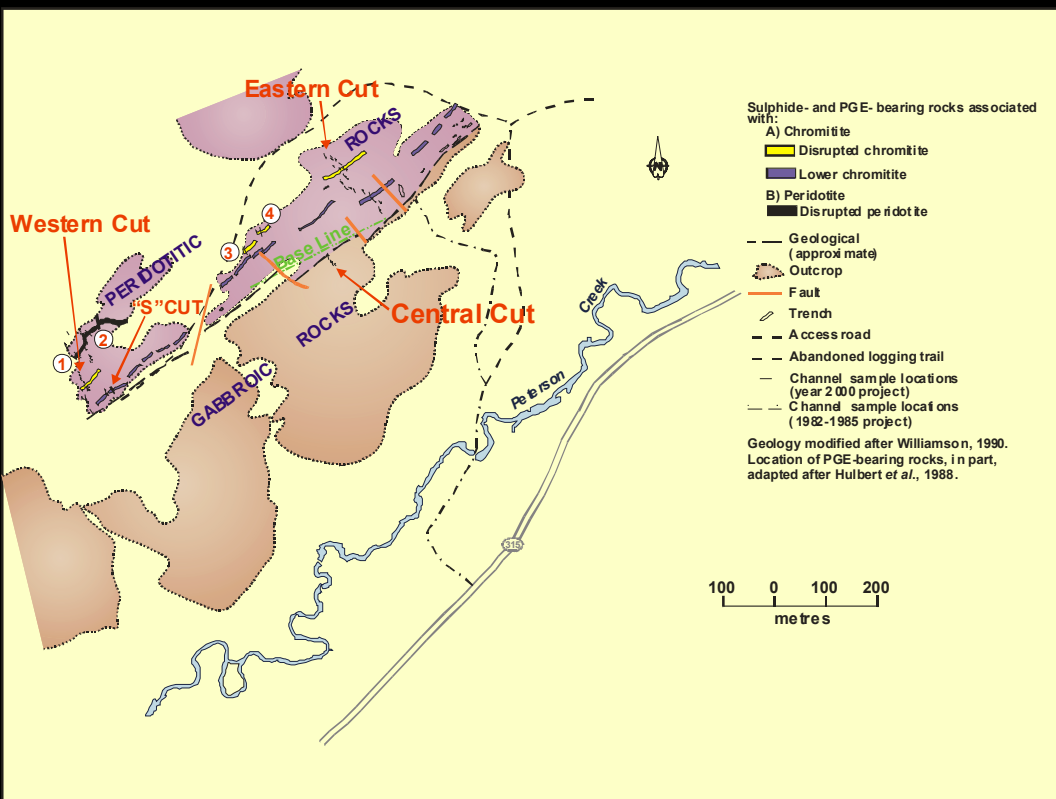 Eastern Cut
ROCKS
Western Cut
PERIDOTITIC
"S"CUT
1
2
3
4
Base Line
Central Cut
ROCKS
GABBROIC
Creek
Peterson
315
N
Sulphide- and PGE- bearing rocks associated
with:
A) Chromitite
Disrupted chromitite
Lower chromitite
B) Peridotite
Disrupted peridotite
Geological
(approximate)
Outcrop
Fault
Trench
Access road
Abandoned logging trail
Channel sample locations
(year 2000 project)
Channel sample locations
(1982-1985 project)
Geology modified after Williamson, 1990.
Location of PGE-bearing rocks, in part,
adapted after Hulbert et al., 1988.
100 0 100 200
metres